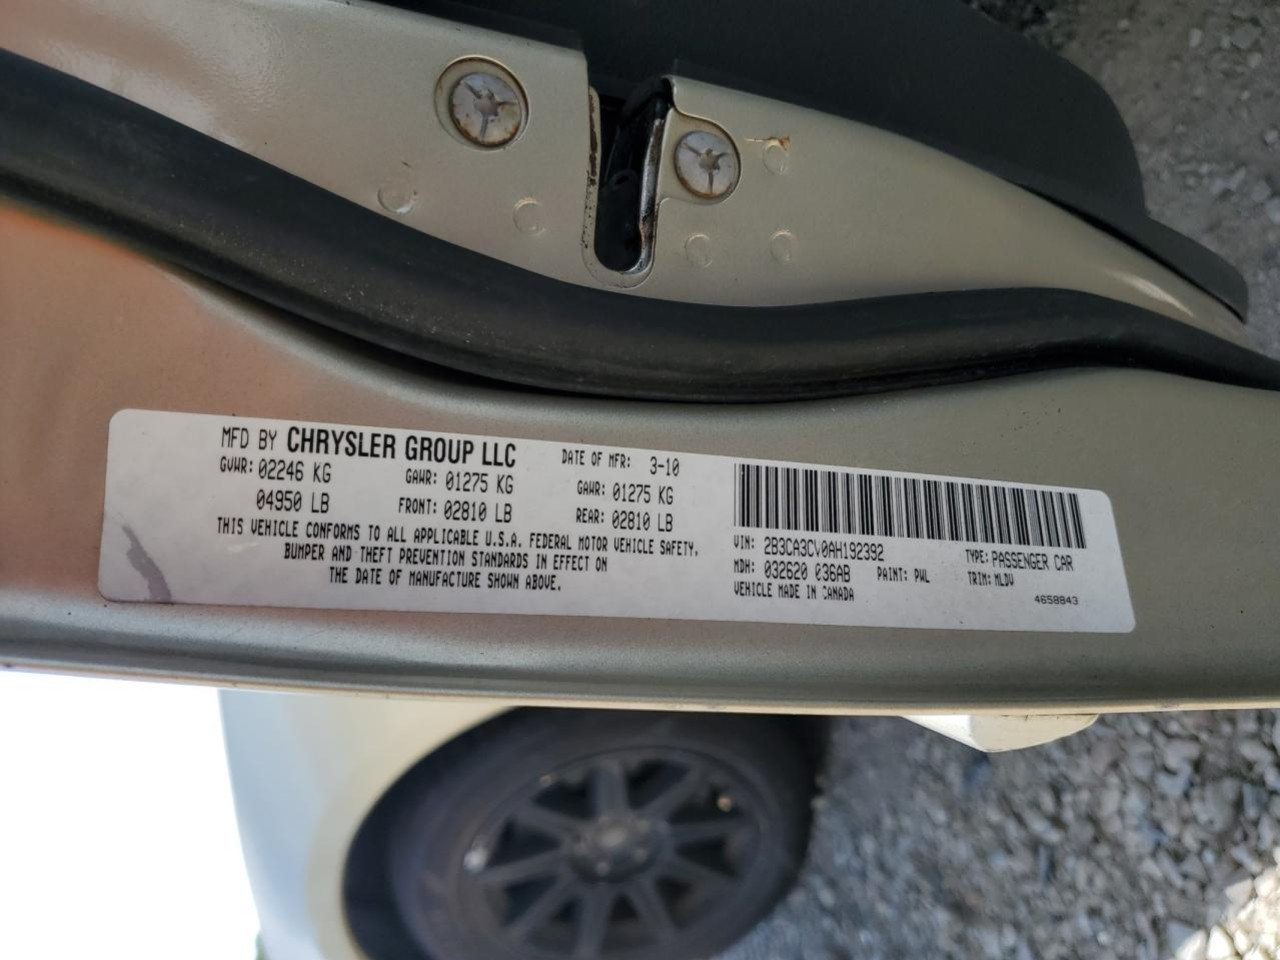 MFD BY CHRYSLER GROUP LLC DATE OF MFR: 3-10
GVWR: 02246 KG GAWR: 01275 KG GAWR: 01275 KG
04950 LB FRONT: 02810 LB REAR: 02810 LB
THIS VEHICLE CONFORMS TO ALL APPLICABLE U.S.A. FEDERAL MOTOR VEHICLE SAFETY,
BUMPER AND THEFT PREVENTION STANDARDS IN EFFECT ON
THE DATE OF MANUFACTURE SHOWN ABOVE.
VIN: 2B3CA3CV0AH192392 TYPE: PASSENGER CAR
MDH: 032620 036AB PAINT: PWL TRIM: MLDV
VEHICLE MADE IN CANADA 4658843